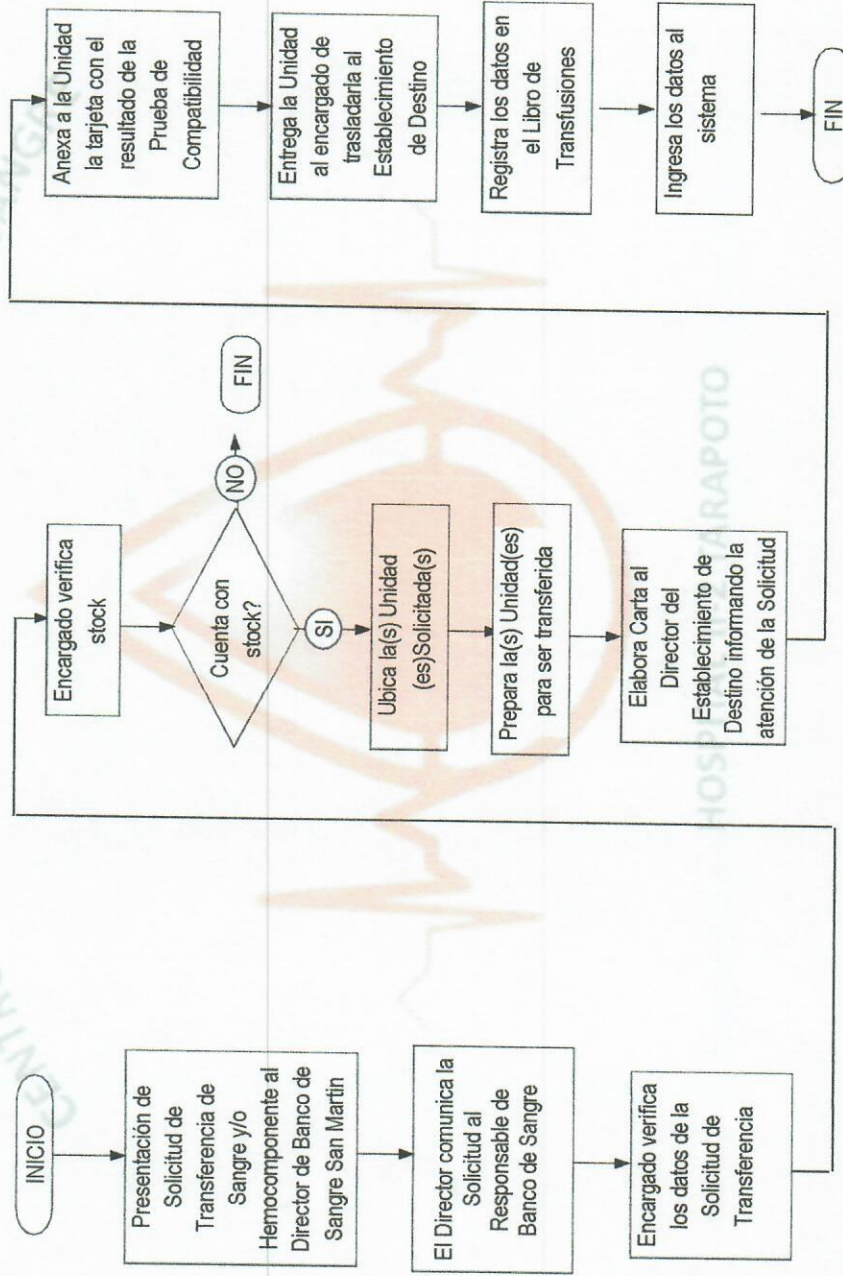 INICIO
Presentación de
Solicitud de
Transferencia de
Sangre y/o
Hemocomponente al
Director de Banco de
Sangre San Martin
El Director comunica la
Solicitud al
Responsable de
Banco de Sangre
Encargado verifica
los datos de la
Solicitud de
Transferencia
Encargado verifica
stock
Cuenta con
stock?
NO
FIN
SI
Ubica la(s) Unidad
(es)Solicitada(s)
Prepara la(s) Unidad(es)
para ser transferida
Elabora Carta al
Director del
Establecimiento de
Destino informando la
atención de la Solicitud
Anexa a la Unidad
la tarjeta con el
resultado de la
Prueba de
Compatibilidad
Entrega la Unidad
al encargado de
trasladarla al
Establecimiento
de Destino
Registra los datos en
el Libro de
Transfusiones
Ingresa los datos al
sistema
FIN
HOSPITAL II-2 TARAPOTO